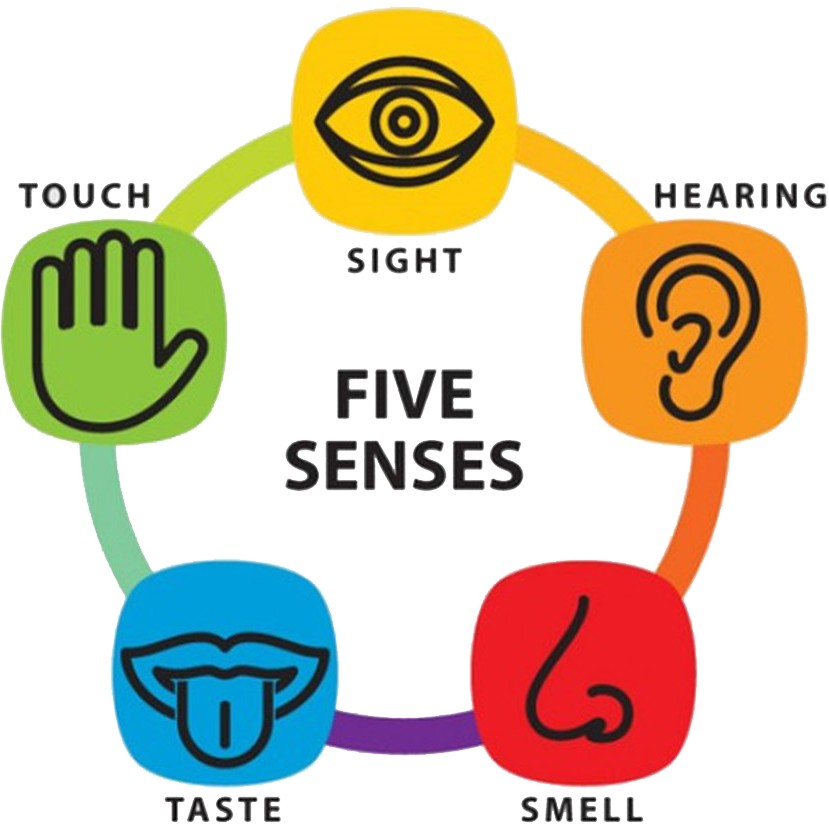 TOUCH
HEARING
SIGHT
FIVE
SENSES
TASTE
SMELL